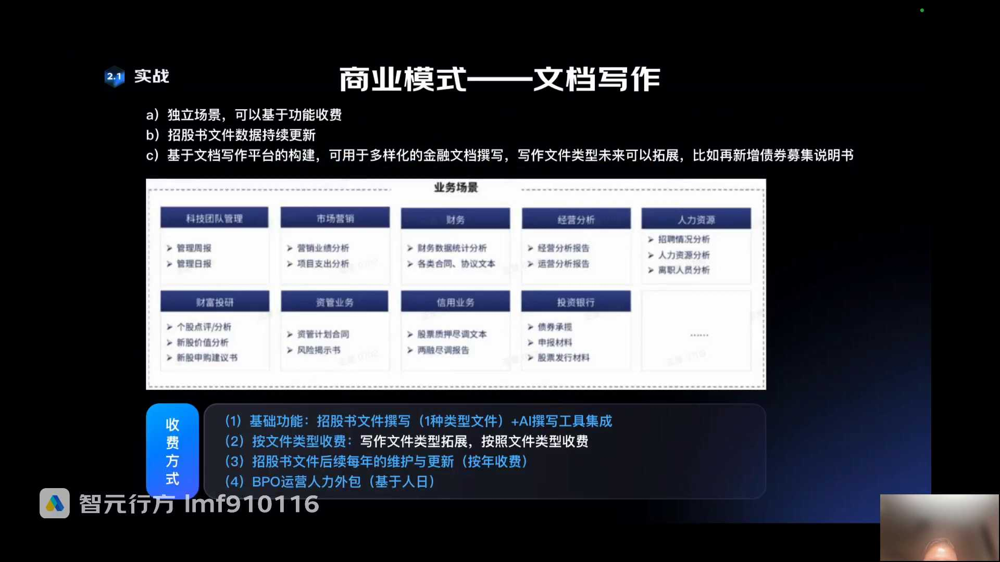 2.1 实战
商业模式——文档写作
a）独立场景，可以基于功能收费
b）招股书文件数据持续更新
c）基于文档写作平台的构建，可用于多样化的金融文档撰写，写作文件类型未来可以拓展，比如再新增债券募集说明书
业务场景
科技团队管理
➢ 管理周报
➢ 管理日报
市场营销
➢ 营销业绩分析
➢ 项目支出分析
财务
➢ 财务数据统计分析
➢ 各类合同、协议文本
经营分析
➢ 经营分析报告
➢ 运营分析报告
人力资源
➢ 招聘情况分析
➢ 人力资源分析
➢ 离职人员分析
财富投研
➢ 个股点评/分析
➢ 新股价值分析
➢ 新股申购建议书
资管业务
➢ 资管计划合同
➢ 风险揭示书
信用业务
➢ 股票质押尽调文本
➢ 两融尽调报告
投资银行
➢ 债券承揽
➢ 申报材料
➢ 股票发行材料
……
收费方式
（1）基础功能：招股书文件撰写（1种类型文件）+AI撰写工具集成
（2）按文件类型收费：写作文件类型拓展，按照文件类型收费
（3）招股书文件后续每年的维护与更新（按年收费）
（4）BPO运营人力外包（基于人日）
智元行方 lmf910116